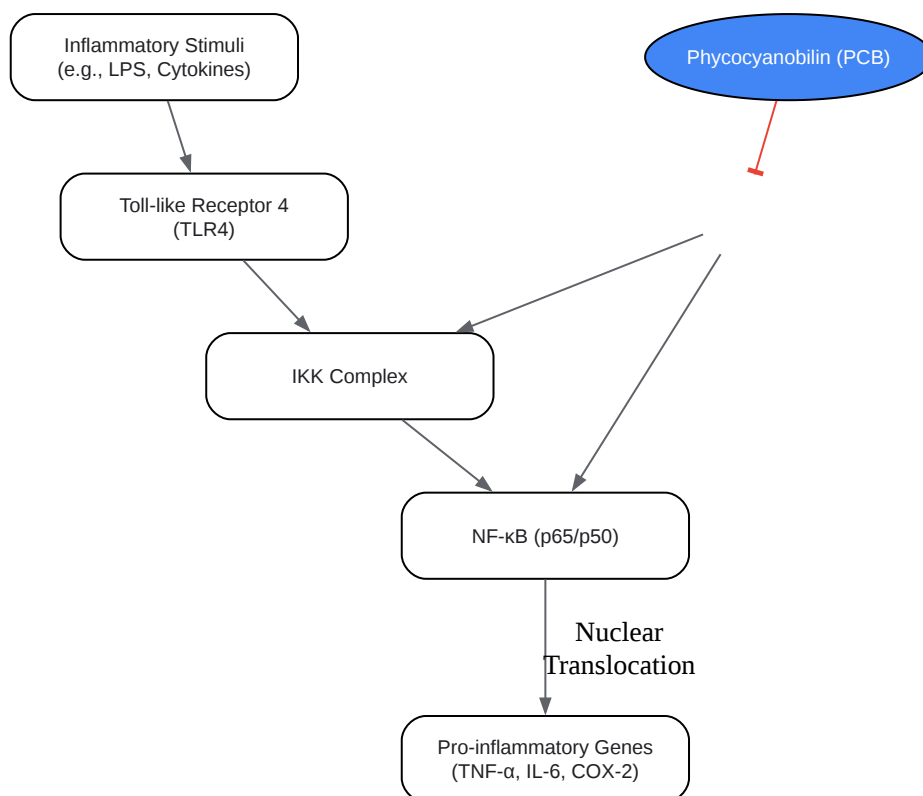 Inflammatory Stimuli
(e.g., LPS, Cytokines)
Phycocyanobilin (PCB)
Toll-like Receptor 4
(TLR4)
IKK Complex
NF-κB (p65/p50)
Nuclear
Translocation
Pro-inflammatory Genes
(TNF-α, IL-6, COX-2)